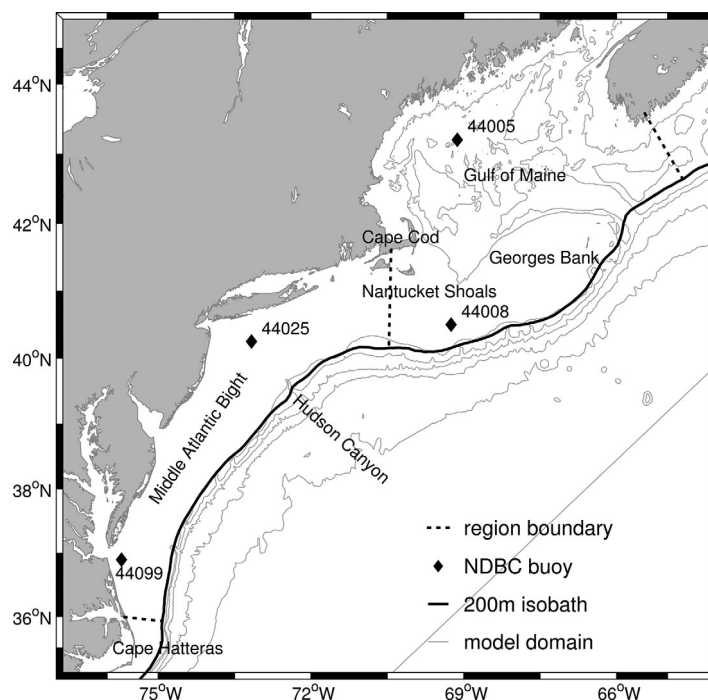 44°N
42°N
40°N
38°N
36°N
44005
Gulf of Maine
Cape Cod
Georges Bank
Nantucket Shoals
44008
44025
Middle Atlantic Bight
Hudson Canyon
44099
Cape Hatteras
region boundary
NDBC buoy
200m isobath
model domain
75°W
72°W
69°W
66°W